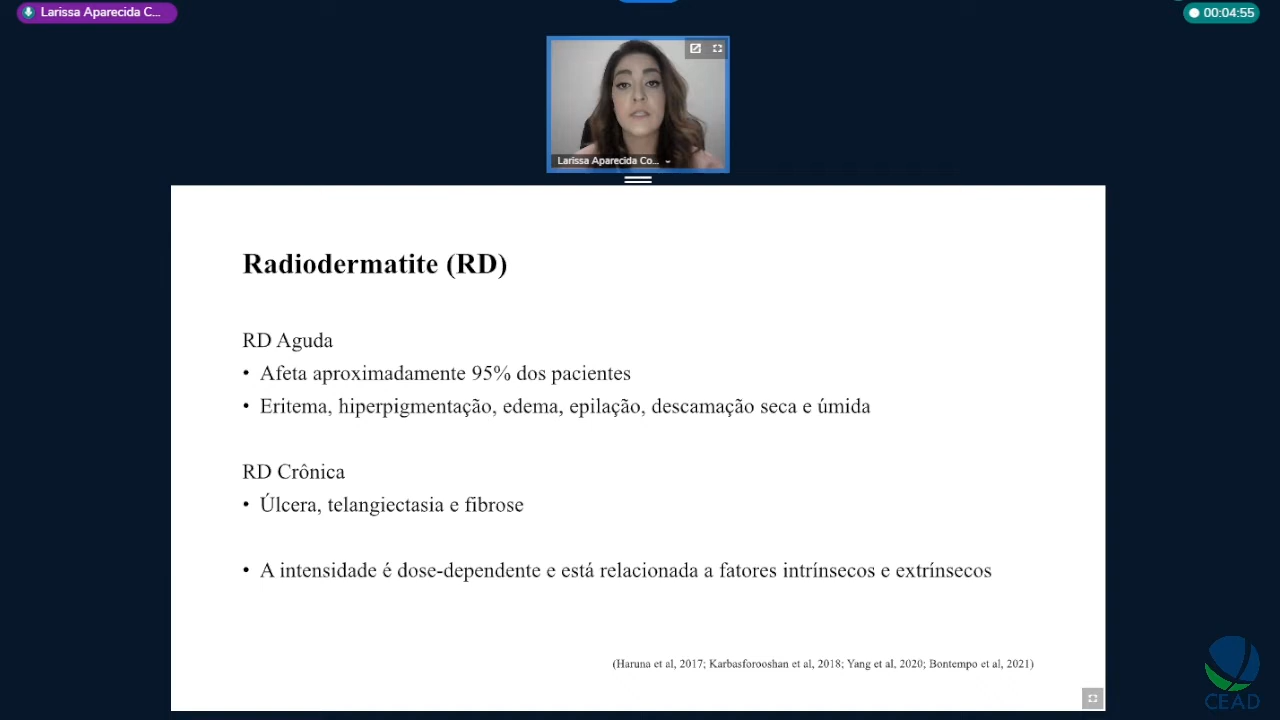 Larissa Aparecida C...
00:04:55
Larissa Aparecida Co...
Radiodermatite (RD)
RD Aguda
• Afeta aproximadamente 95% dos pacientes
• Eritema, hiperpigmentação, edema, epilação, descamação seca e úmida
RD Crônica
• Úlcera, telangiectasia e fibrose
• A intensidade é dose-dependente e está relacionada a fatores intrínsecos e extrínsecos
(Haruna et al, 2017; Karbasforooshan et al, 2018; Yang et al, 2020; Bontempo et al, 2021)
CEAD